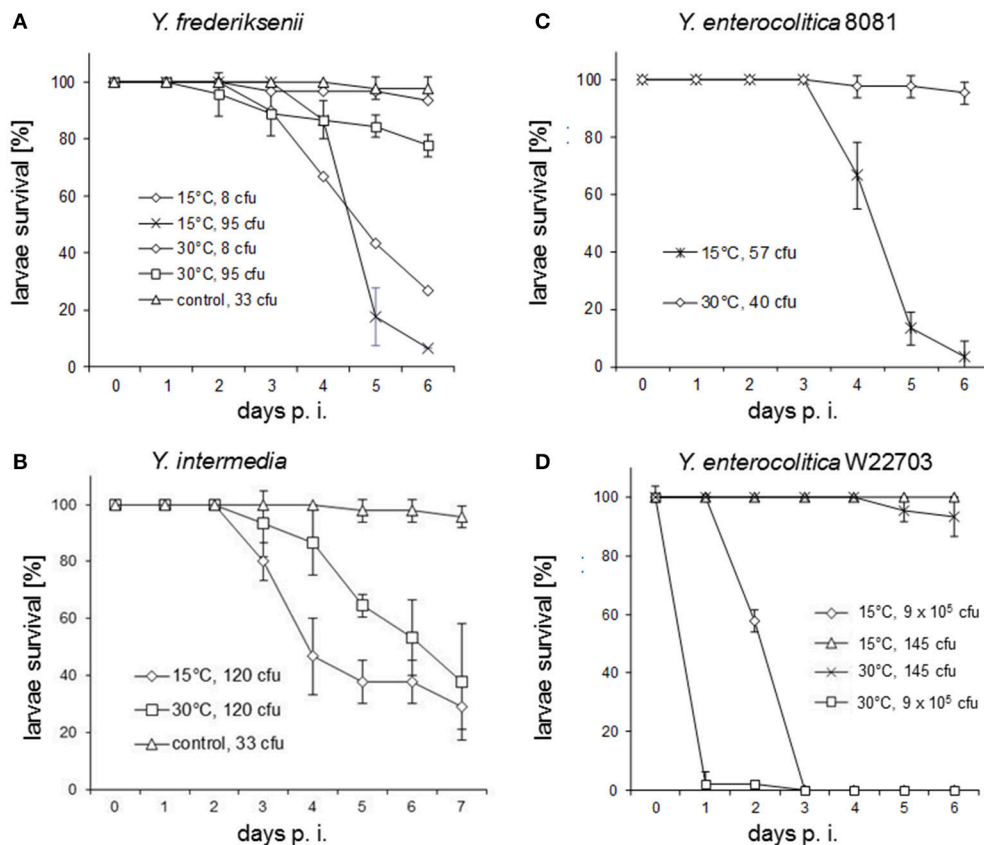 A
Y. frederiksenii
larvae survival [%]
100
80
60
40
20
0
15°C, 8 cfu
15°C, 95 cfu
30°C, 8 cfu
30°C, 95 cfu
control, 33 cfu
0 1 2 3 4 5 6
days p. i.
C
Y. enterocolitica 8081
larvae survival [%]
100
80
60
40
20
0
15°C, 57 cfu
30°C, 40 cfu
0 1 2 3 4 5 6
days p. i.
B
Y. intermedia
larvae survival [%]
100
80
60
40
20
0
15°C, 120 cfu
30°C, 120 cfu
control, 33 cfu
0 1 2 3 4 5 6 7
days p. i.
D
Y. enterocolitica W22703
larvae survival [%]
100
80
60
40
20
0
15°C, 9 x 10⁵ cfu
15°C, 145 cfu
30°C, 145 cfu
30°C, 9 x 10⁵ cfu
0 1 2 3 4 5 6
days p. i.